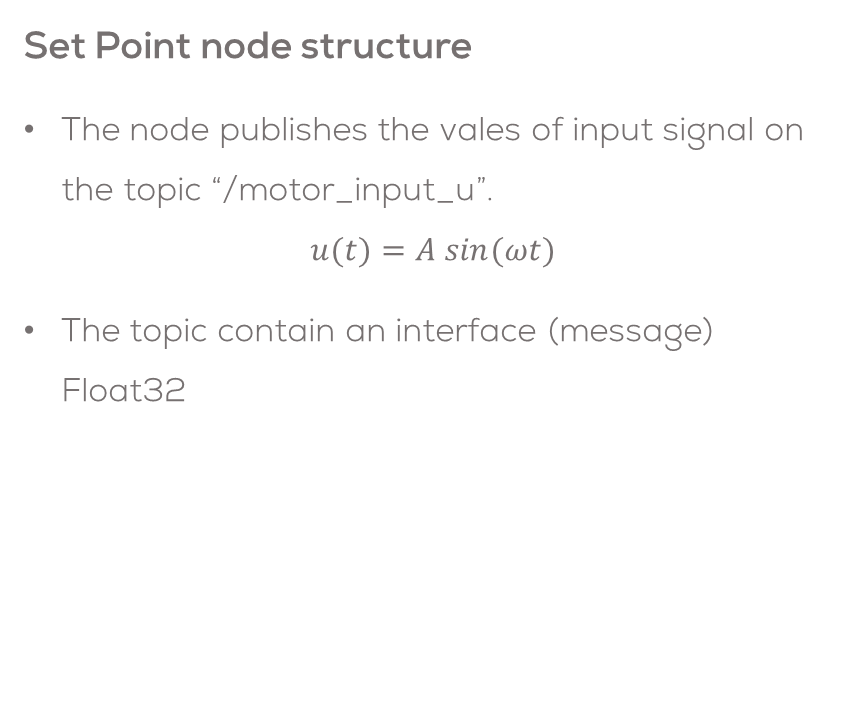 Set Point node structure
• The node publishes the vales of input signal on
the topic “/motor_input_u”.
𝑢(𝑡) = 𝐴 𝑠𝑖𝑛(𝜔𝑡)
• The topic contain an interface (message)
Float32